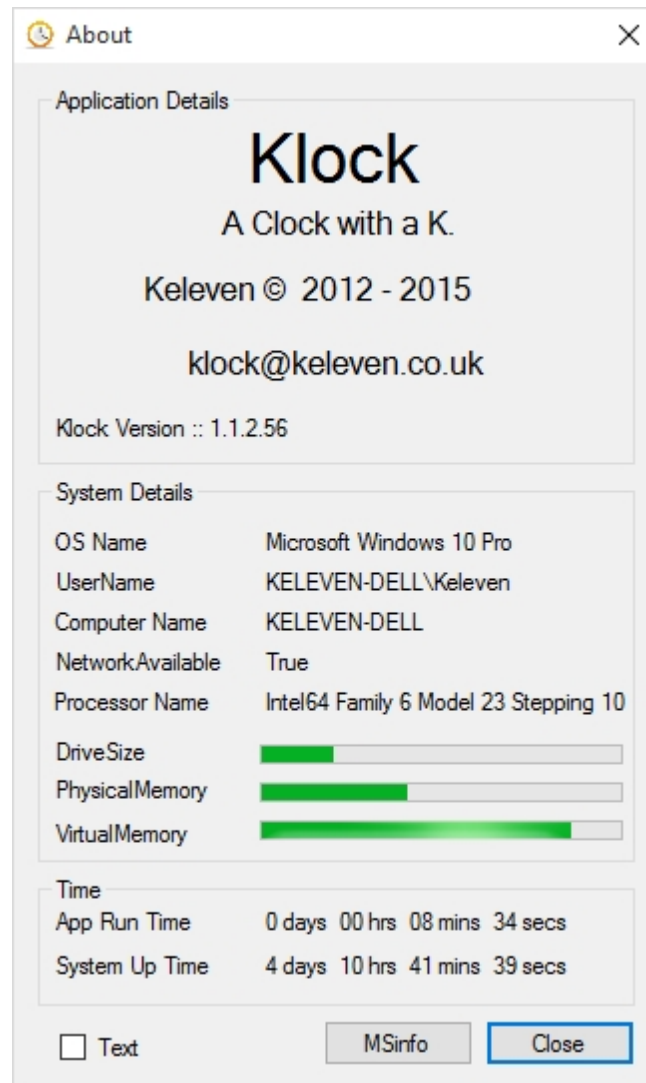 About
Application Details
Klock
A Clock with a K.
Keleven © 2012 - 2015
klock@keleven.co.uk
Klock Version :: 1.1.2.56
System Details
OS Name Microsoft Windows 10 Pro
UserName KELEVEN-DELL\Keleven
Computer Name KELEVEN-DELL
NetworkAvailable True
Processor Name Intel64 Family 6 Model 23 Stepping 10
DriveSize
PhysicalMemory
VirtualMemory
Time
App Run Time 0 days 00 hrs 08 mins 34 secs
System Up Time 4 days 10 hrs 41 mins 39 secs
Text MSinfo Close